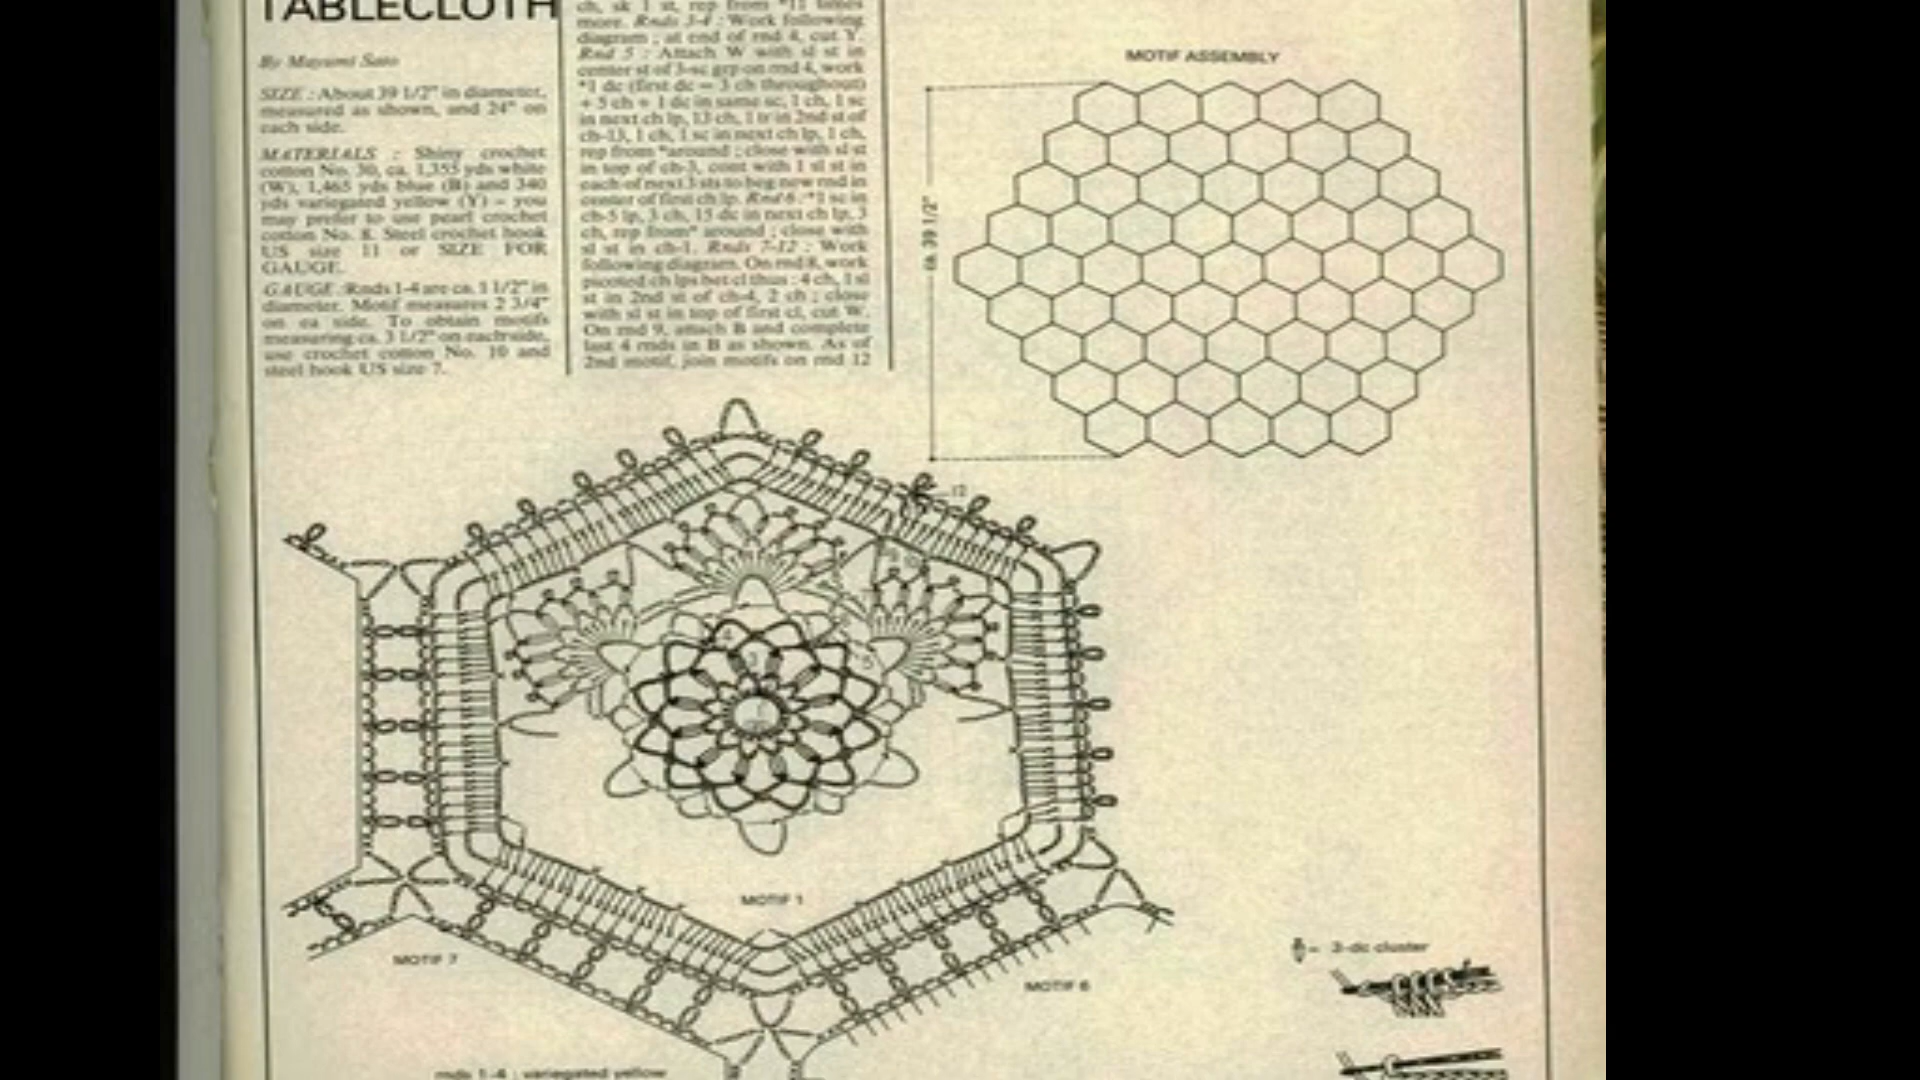 TABLECLOTH
By Mayumi Sato
SIZE : About 39 1/2" in diameter,
measured as shown, and 24" on
each side.
MATERIALS : Shiny crochet
cotton No. 30, ca. 1,355 yds white
(W), 1,465 yds blue (B) and 340
yds variegated yellow (Y) – you
may prefer to use pearl crochet
cotton No. 8. Steel crochet hook
US size 11 or SIZE FOR
GAUGE.
GAUGE : Rnds 1-4 are ca. 1 1/2" in
diameter. Motif measures 2 3/4"
on ea side. To obtain motifs
measuring ca. 3 1/2" on each side,
use crochet cotton No. 10 and
steel hook US size 7.
ch, sk 1 st, rep from *11 times
more. Rnds 3-4 : Work following
diagram ; at end of rnd 4, cut Y.
Rnd 5 : Attach W with sl st in
center st of 3-sc grp on rnd 4, work
*1 dc (first dc = 3 ch throughout)
+ 5 ch + 1 dc in same sc, 1 ch, 1 sc
in next ch lp, 13 ch, 1 tr in 2nd st of
ch-13, 1 ch, 1 sc in next ch lp, 1 ch,
rep from *around ; close with sl st
in top of ch-3, cont with 1 sl st in
each of next 3 sts to beg new rnd in
center of first ch lp. Rnd 6 : *1 sc in
ch-5 lp, 3 ch, 15 dc in next ch lp, 3
ch, rep from* around ; close with
sl st in ch-1. Rnds 7-12 : Work
following diagram. On rnd 8, work
picoted ch lps bet cl thus : 4 ch, 1 sl
st in 2nd st of ch-4, 2 ch ; close
with sl st in top of first cl, cut W.
On rnd 9, attach B and complete
last 4 rnds in B as shown. As of
2nd motif, join motifs on rnd 12
MOTIF ASSEMBLY
ca. 39 1/2"
12
MOTIF 1
MOTIF 7
MOTIF 6
= 3-dc cluster
rnds 1-4 : variegated yellow